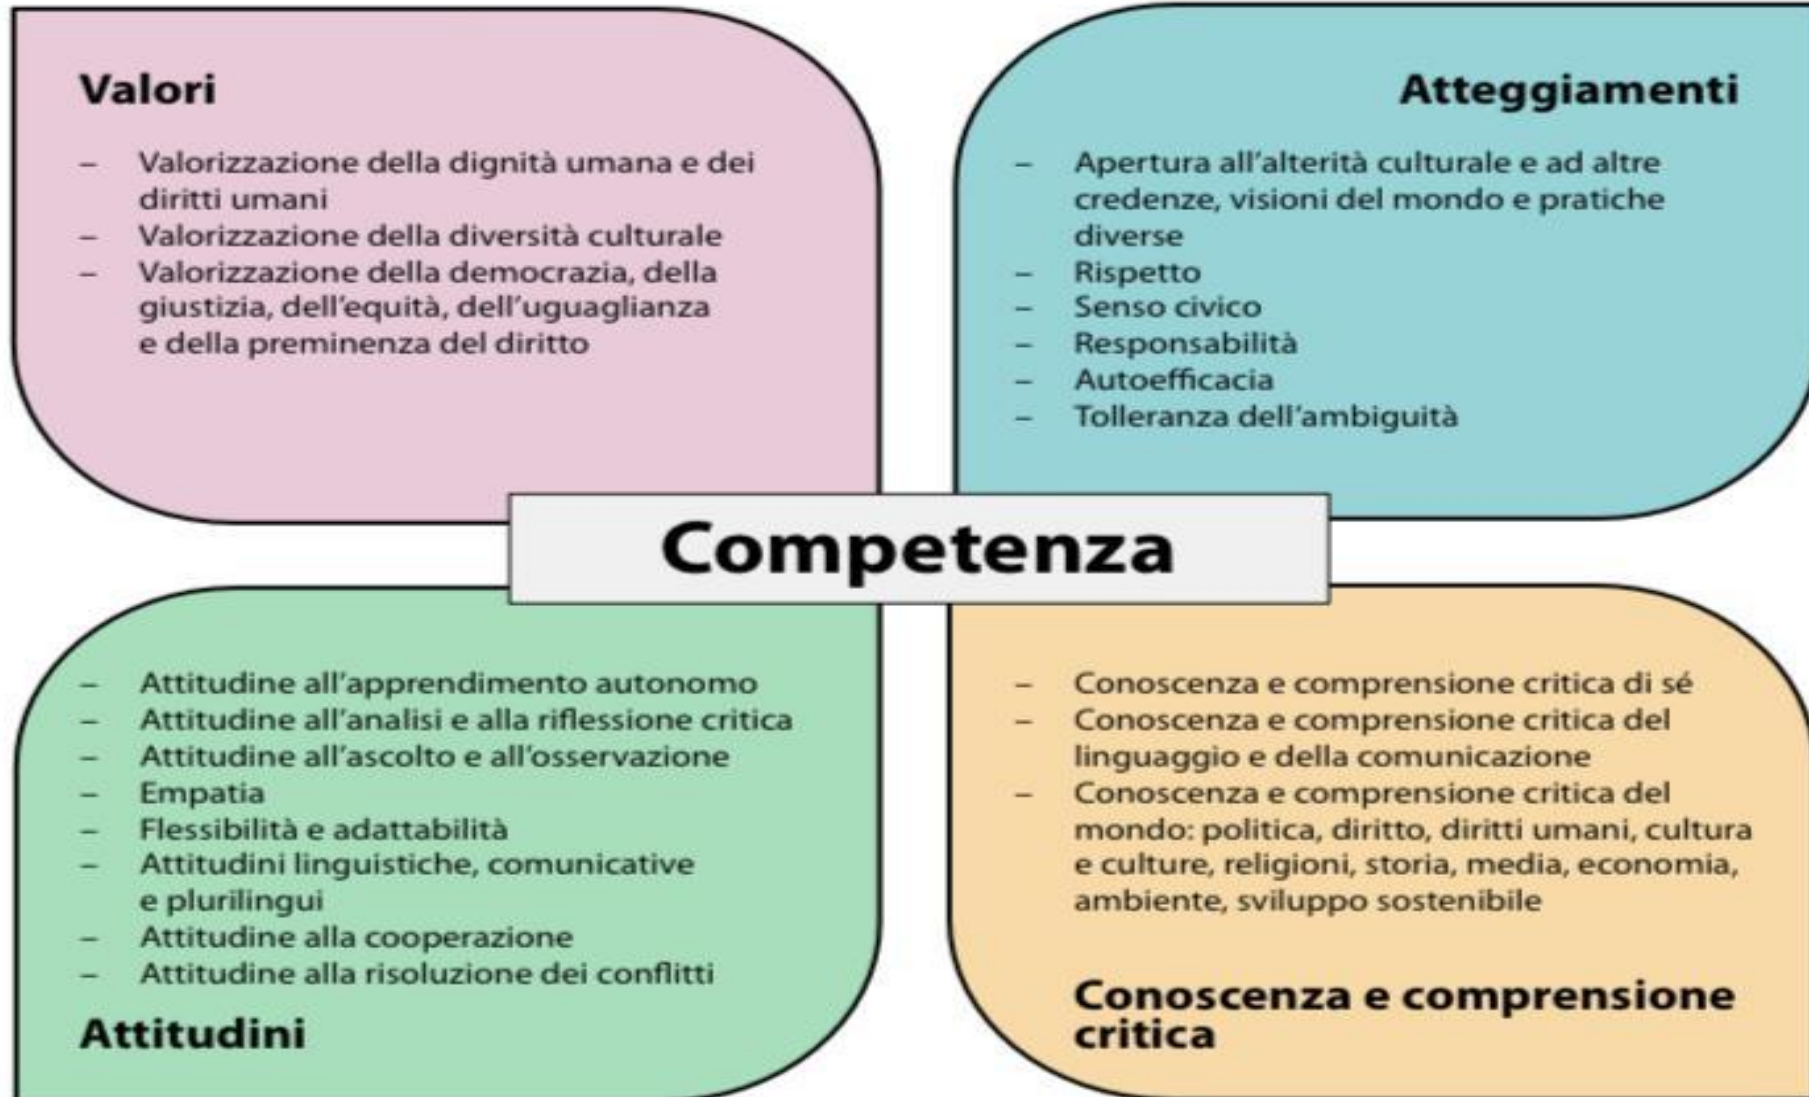 Valori
– Valorizzazione della dignità umana e dei
diritti umani
– Valorizzazione della diversità culturale
– Valorizzazione della democrazia, della
giustizia, dell'equità, dell'uguaglianza
e della preminenza del diritto
Atteggiamenti
– Apertura all'alterità culturale e ad altre
credenze, visioni del mondo e pratiche
diverse
– Rispetto
– Senso civico
– Responsabilità
– Autoefficacia
– Tolleranza dell'ambiguità
Competenza
– Attitudine all'apprendimento autonomo
– Attitudine all'analisi e alla riflessione critica
– Attitudine all'ascolto e all'osservazione
– Empatia
– Flessibilità e adattabilità
– Attitudini linguistiche, comunicative
e plurilingui
– Attitudine alla cooperazione
– Attitudine alla risoluzione dei conflitti
Attitudini
– Conoscenza e comprensione critica di sé
– Conoscenza e comprensione critica del
linguaggio e della comunicazione
– Conoscenza e comprensione critica del
mondo: politica, diritto, diritti umani, cultura
e culture, religioni, storia, media, economia,
ambiente, sviluppo sostenibile
Conoscenza e comprensione
critica